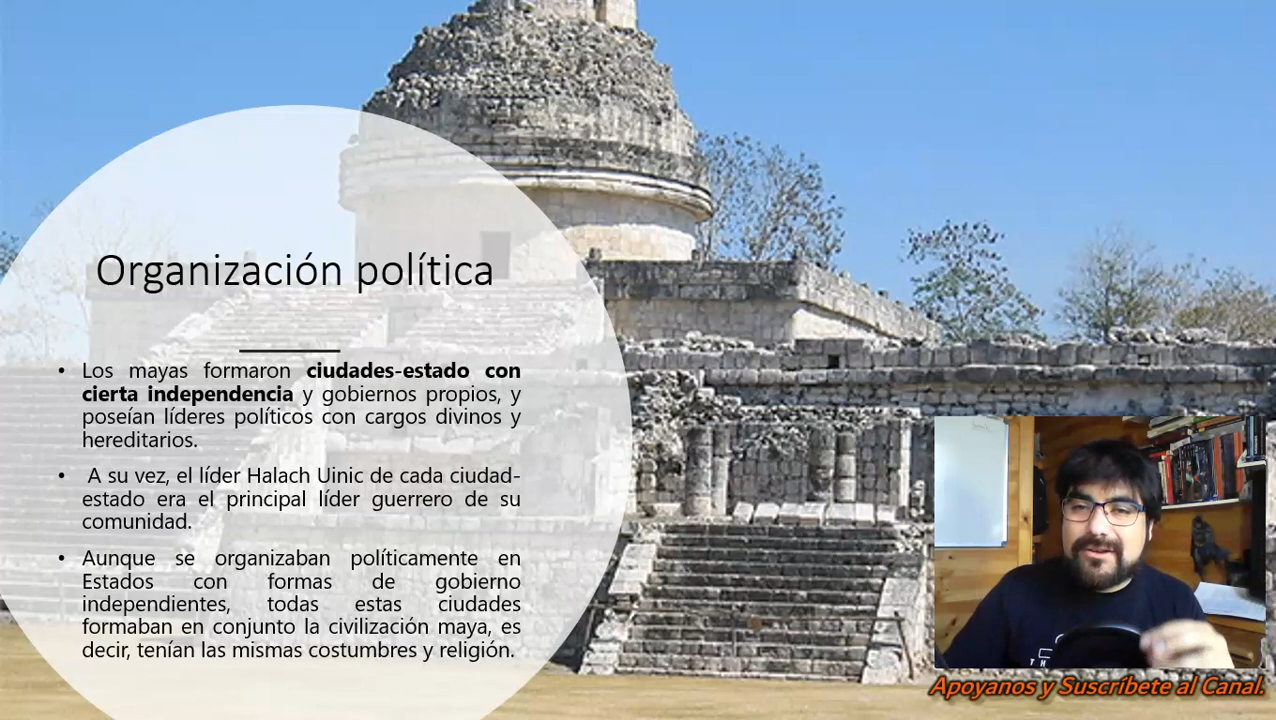 Organización política
• Los mayas formaron ciudades-estado con
cierta independencia y gobiernos propios, y
poseían líderes políticos con cargos divinos y
hereditarios.
• A su vez, el líder Halach Uinic de cada ciudad-
estado era el principal líder guerrero de su
comunidad.
• Aunque se organizaban políticamente en
Estados con formas de gobierno
independientes, todas estas ciudades
formaban en conjunto la civilización maya, es
decir, tenían las mismas costumbres y religión.
Apoyanos y Suscríbete al Canal.